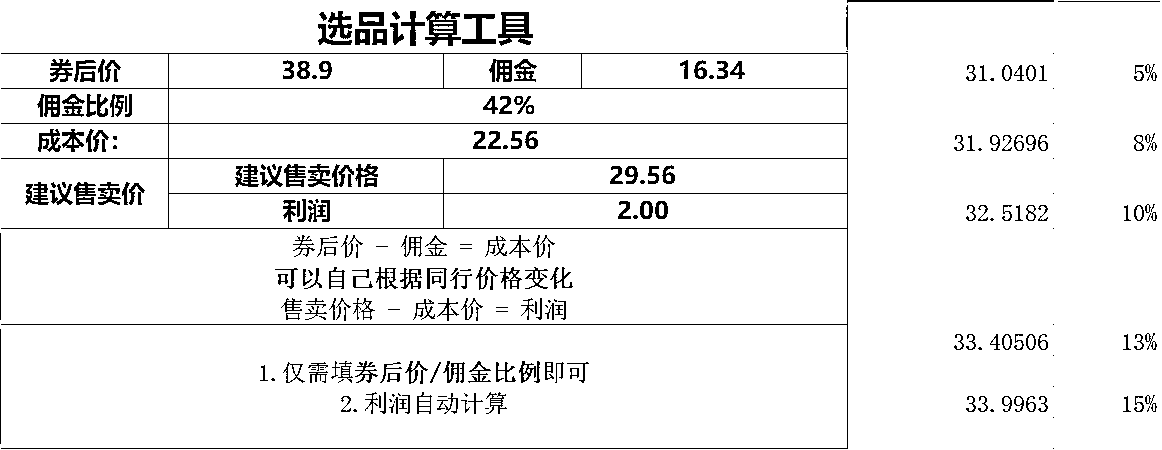 选品计算工具
券后价 38.9 佣金 16.34 31.0401 5%
佣金比例 42%
成本价： 22.56 31.92696 8%
建议售卖价 建议售卖价格 29.56
利润 2.00 32.5182 10%
券后价 - 佣金 = 成本价
可以自己根据同行价格变化
售卖价格 - 成本价 = 利润
33.40506 13%
1.仅需填券后价/佣金比例即可
2.利润自动计算 33.9963 15%